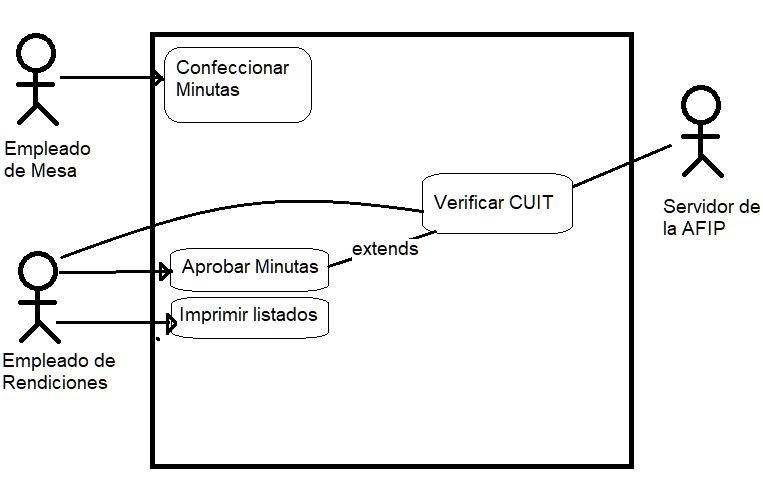 Confeccionar
Minutas
Empleado
de Mesa
Verificar CUIT
Servidor de
la AFIP
extends
Aprobar Minutas
Imprimir listados
Empleado de
Rendiciones